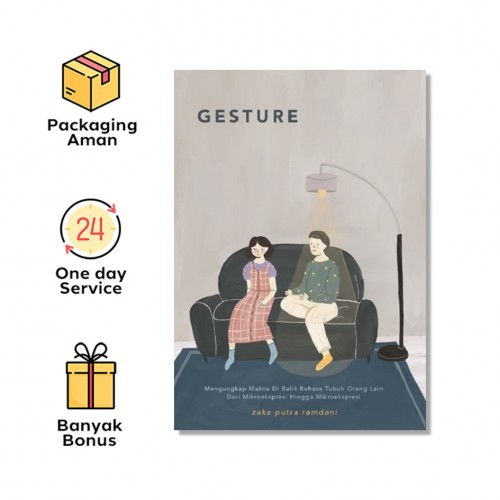 Packaging
Aman
24
One day
Service
Banyak
Bonus
GESTURE
Mengungkap Makna Di Balik Bahasa Tubuh Orang Lain
Dari Mikroekspresi Hingga Mikroekspresi
zaka putra ramdani